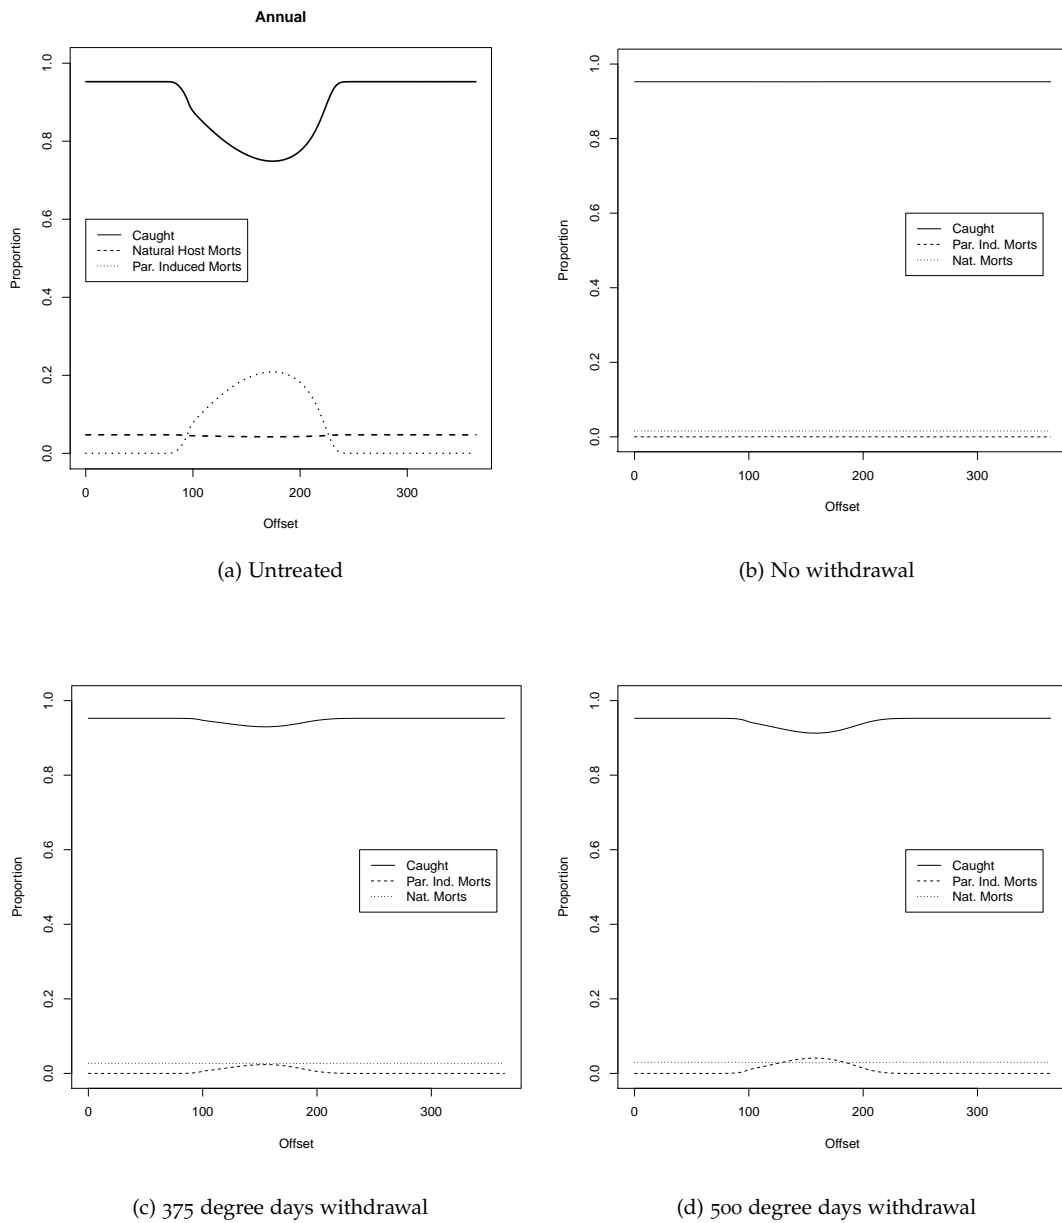 Annual
Proportion
0.0 0.2 0.4 0.6 0.8 1.0
Caught
Natural Host Morts
Par. Induced Morts
0 100 200 300
Offset
(a) Untreated
Proportion
0.0 0.2 0.4 0.6 0.8 1.0
Caught
Par. Ind. Morts
Nat. Morts
0 100 200 300
Offset
(b) No withdrawal
Proportion
0.0 0.2 0.4 0.6 0.8 1.0
Caught
Par. Ind. Morts
Nat. Morts
0 100 200 300
Offset
(c) 375 degree days withdrawal
Proportion
0.0 0.2 0.4 0.6 0.8 1.0
Caught
Par. Ind. Morts
Nat. Morts
0 100 200 300
Offset
(d) 500 degree days withdrawal